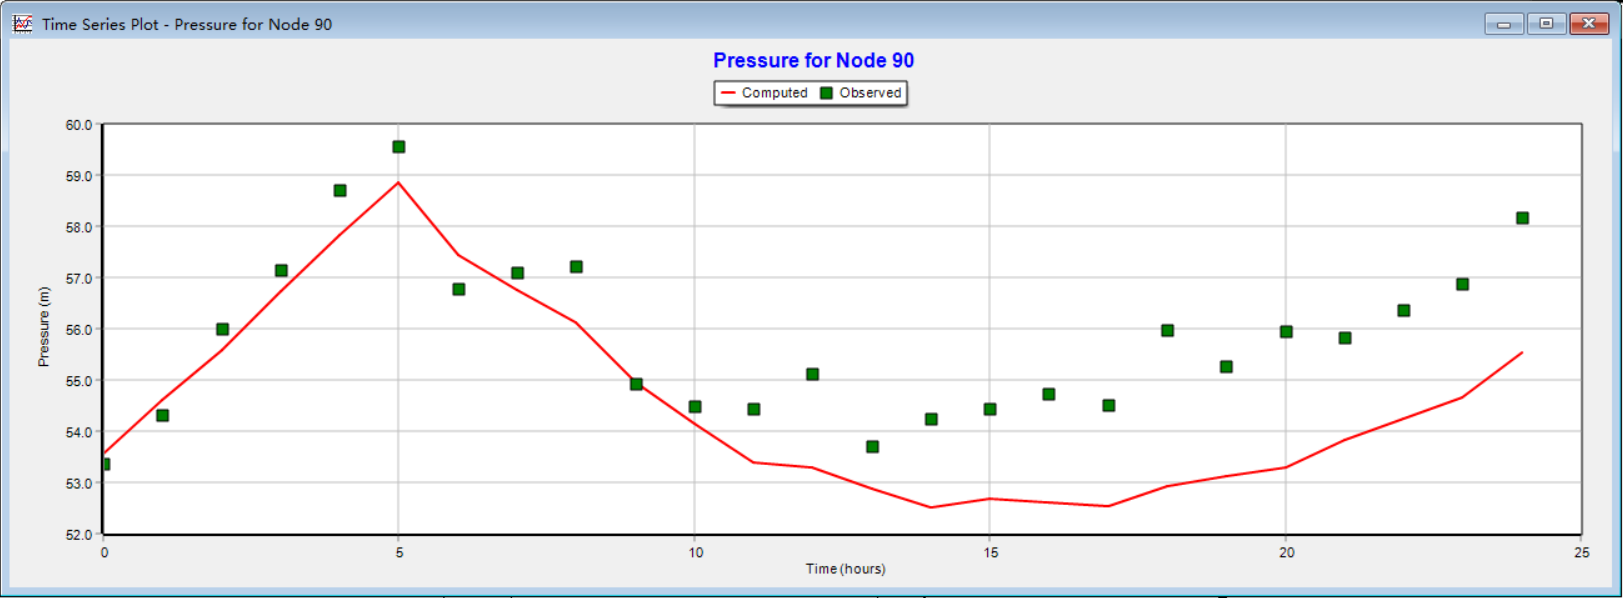 Time Series Plot - Pressure for Node 90
Pressure for Node 90
Computed Observed
60.0
59.0
58.0
57.0
56.0
55.0
54.0
53.0
52.0
Pressure (m)
0 5 10 15 20 25
Time (hours)